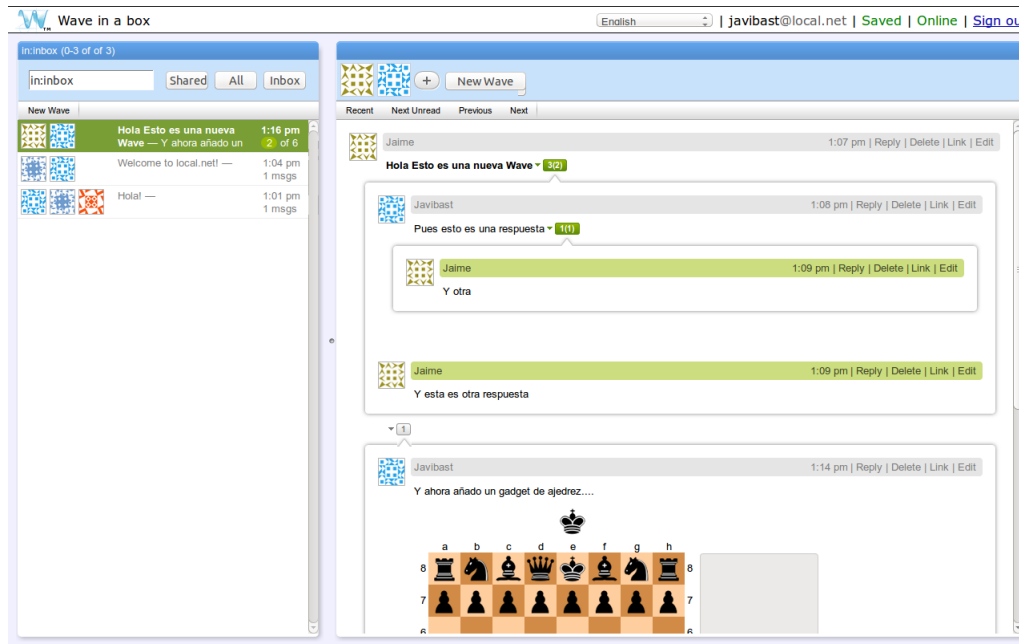 Wave in a box
English | javibast@local.net | Saved | Online | Sign ou
in:inbox (0-3 of of 3)
in:inbox Shared All Inbox
New Wave
Hola Esto es una nueva 1:16 pm
Wave — Y ahora añado un 2 of 6
Welcome to local.net! — 1:04 pm
1 msgs
Hola! — 1:01 pm
1 msgs
+ New Wave
Recent Next Unread Previous Next
Jaime 1:07 pm | Reply | Delete | Link | Edit
Hola Esto es una nueva Wave 3(2)
Javibast 1:08 pm | Reply | Delete | Link | Edit
Pues esto es una respuesta 1(1)
Jaime 1:09 pm | Reply | Delete | Link | Edit
Y otra
Jaime 1:09 pm | Reply | Delete | Link | Edit
Y esta es otra respuesta
1
Javibast 1:14 pm | Reply | Delete | Link | Edit
Y ahora añado un gadget de ajedrez....
a b c d e f g h
8 8
7 7
6 6